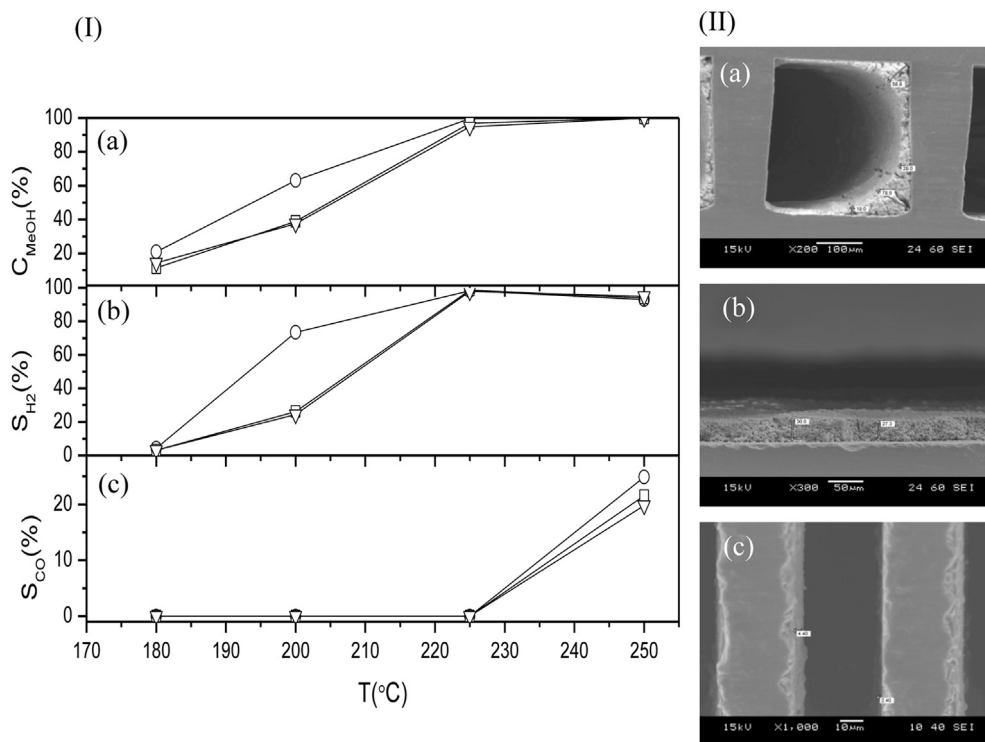 (I)
(II)
(a)
C_MeOH(%)
100
80
60
40
20
(b)
S_H2(%)
100
80
60
40
20
0
(c)
S_CO(%)
20
10
0
170 180 190 200 210 220 230 240 250
T(°C)
(a)
15kV X200 100μm 24 60 SEI
(b)
15kV X300 50μm 24 60 SEI
(c)
4.40
15kV X1,000 10μm 10 40 SEI